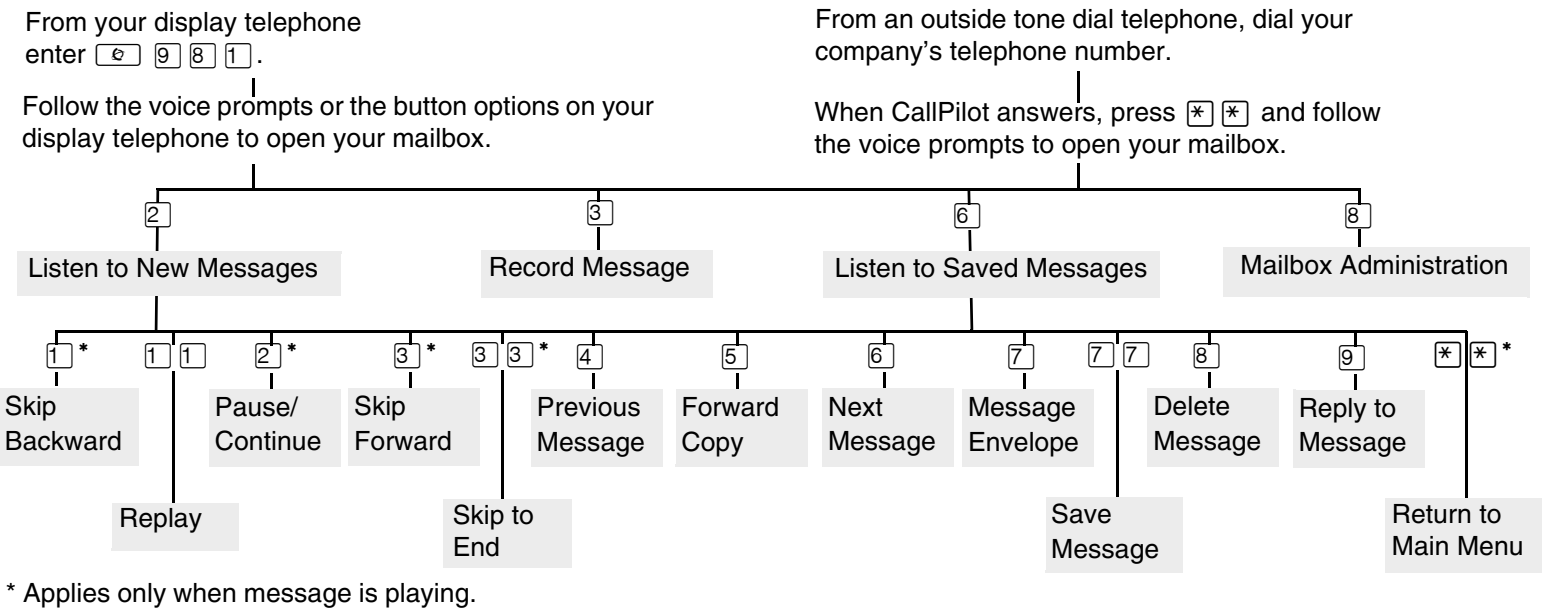 From your display telephone
enter 9 8 1 .
Follow the voice prompts or the button options on your
display telephone to open your mailbox.
From an outside tone dial telephone, dial your
company's telephone number.
When CallPilot answers, press * * and follow
the voice prompts to open your mailbox.
2
3
6
8
Listen to New Messages
Record Message
Listen to Saved Messages
Mailbox Administration
1 *
1 1
2 *
3 *
3 3 *
4
5
6
7
7 7
8
9
* * *
Skip
Backward
Pause/
Continue
Skip
Forward
Previous
Message
Forward
Copy
Next
Message
Message
Envelope
Delete
Message
Reply to
Message
Replay
Skip to
End
Save
Message
Return to
Main Menu
* Applies only when message is playing.